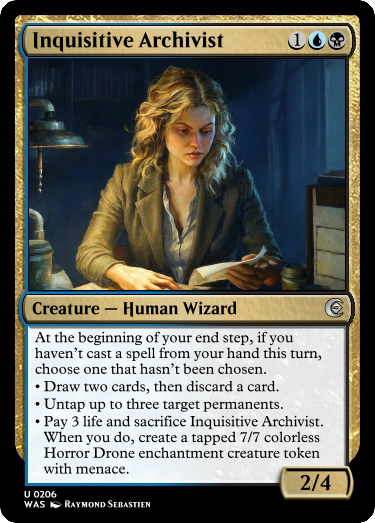 Inquisitive Archivist 1
Creature — Human Wizard
At the beginning of your end step, if you
haven't cast a spell from your hand this turn,
choose one that hasn't been chosen.
• Draw two cards, then discard a card.
• Untap up to three target permanents.
• Pay 3 life and sacrifice Inquisitive Archivist.
When you do, create a tapped 7/7 colorless
Horror Drone enchantment creature token
with menace.
2/4
U 0206
WAS RAYMOND SEBASTIEN